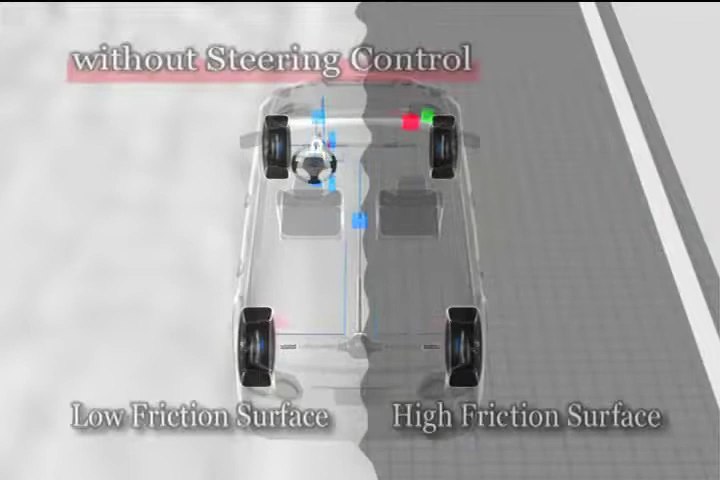 without Steering Control
Low Friction Surface
High Friction Surface